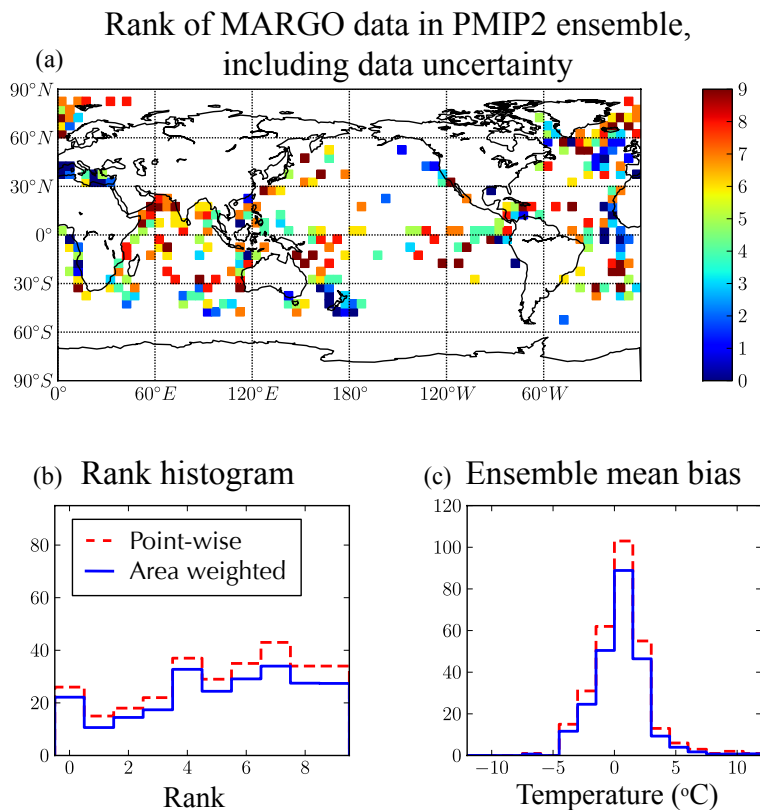 Rank of MARGO data in PMIP2 ensemble,
including data uncertainty
(a)
90°N
60°N
30°N
0°
30°S
60°S
90°S
0° 60°E 120°E 180° 120°W 60°W
9
8
7
6
5
4
3
2
1
0
(b) Rank histogram
80
60
40
20
0
0 2 4 6 8
Rank
Point-wise
Area weighted
(c) Ensemble mean bias
120
100
80
60
40
20
0
−10 −5 0 5 10
Temperature (°C)